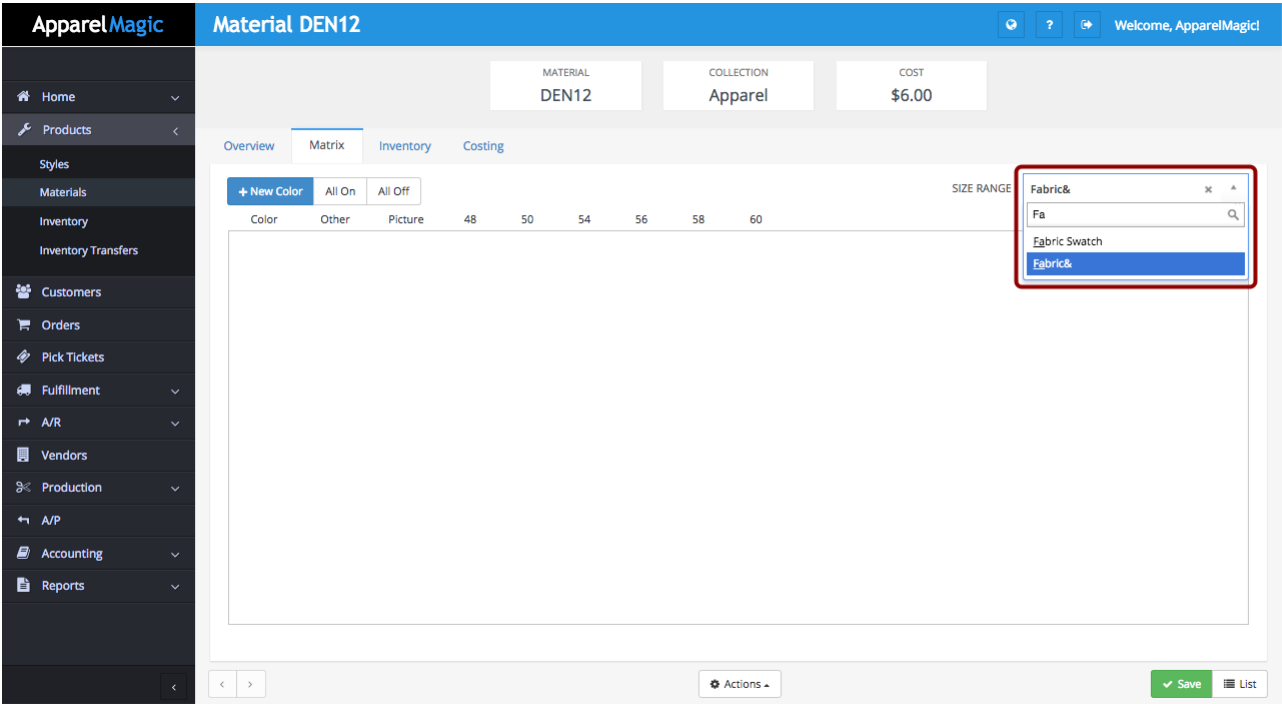 ApparelMagic
Material DEN12
?
Welcome, ApparelMagic!
MATERIAL
DEN12
COLLECTION
Apparel
COST
$6.00
Home
Products
Styles
Materials
Inventory
Inventory Transfers
Customers
Orders
Pick Tickets
Fulfillment
A/R
Vendors
Production
A/P
Accounting
Reports
Overview
Matrix
Inventory
Costing
+ New Color
All On
All Off
SIZE RANGE
Fabric&
Fa
Fabric Swatch
Fabric&
Color Other Picture 48 50 54 56 58 60
Actions
Save
List